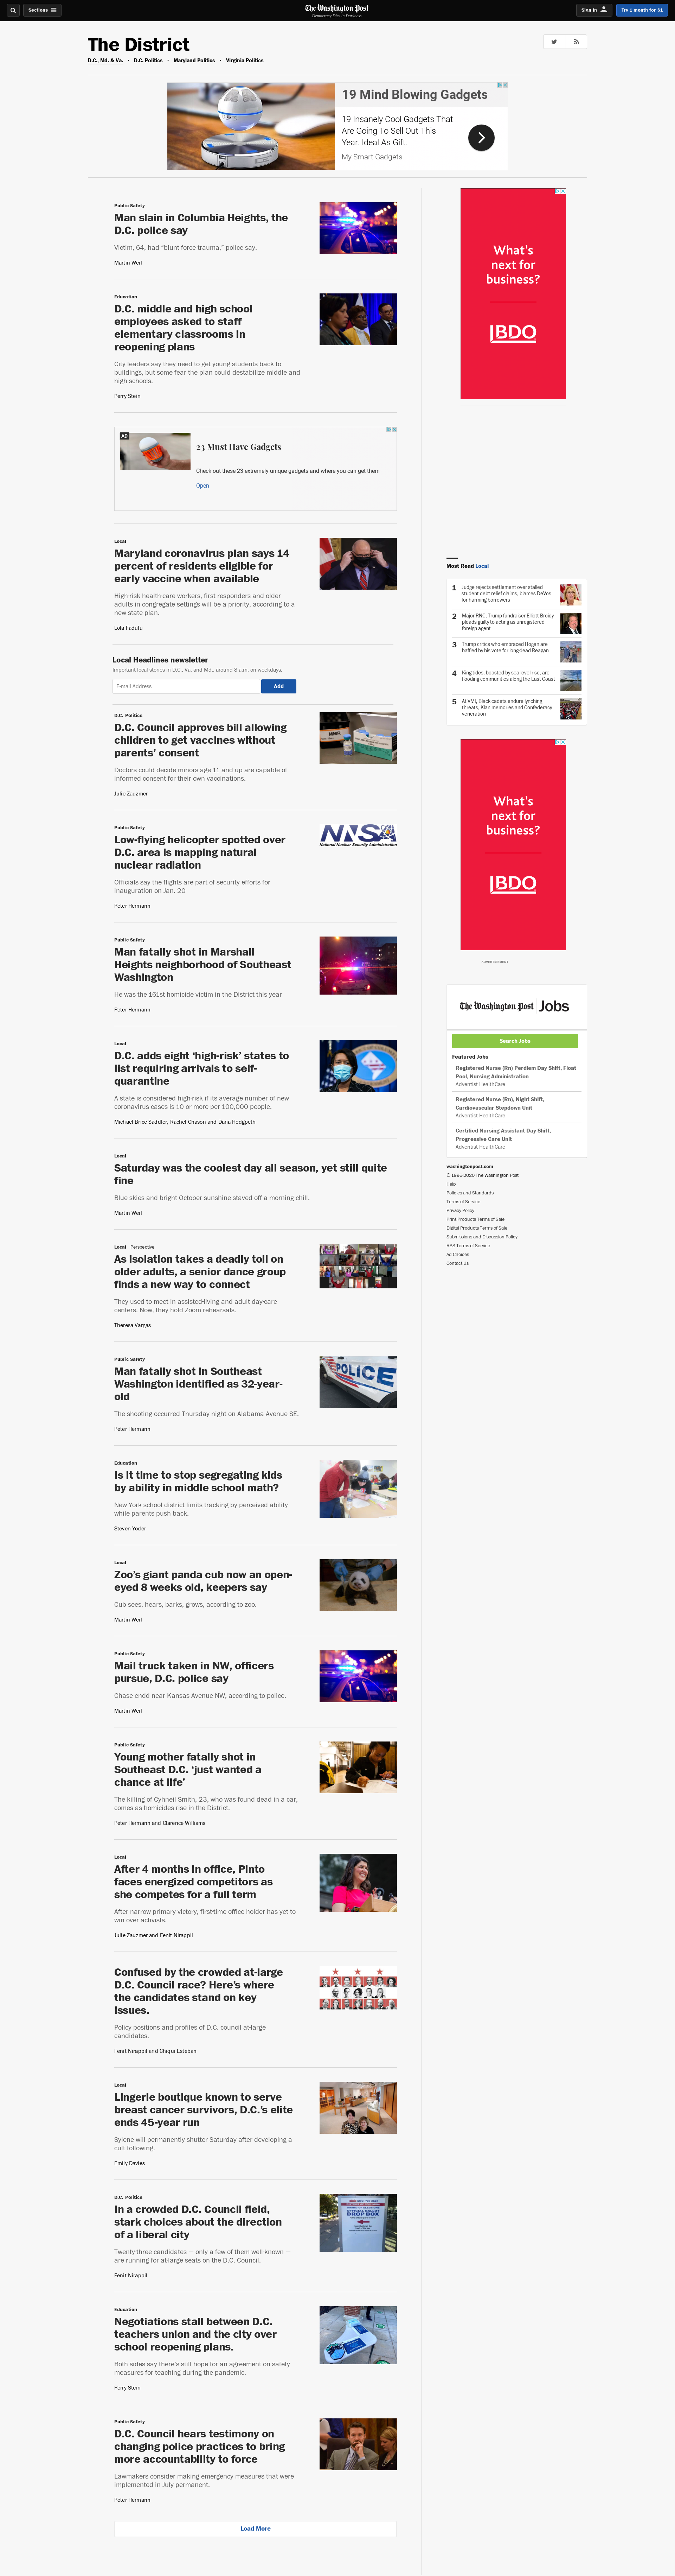 Sections
The Washington Post
Democracy Dies in Darkness
Sign In
Try 1 month for $1
The District
D.C., Md. & Va. • D.C. Politics • Maryland Politics • Virginia Politics
19 Mind Blowing Gadgets
19 Insanely Cool Gadgets That
Are Going To Sell Out This
Year. Ideal As Gift.
My Smart Gadgets
Public Safety
Man slain in Columbia Heights, the
D.C. police say
Victim, 64, had “blunt force trauma,” police say.
Martin Weil
Education
D.C. middle and high school
employees asked to staff
elementary classrooms in
reopening plans
City leaders say they need to get young students back to
buildings, but some fear the plan could destabilize middle and
high schools.
Perry Stein
AD
23 Must Have Gadgets
Check out these 23 extremely unique gadgets and where you can get them
Open
Local
Maryland coronavirus plan says 14
percent of residents eligible for
early vaccine when available
High-risk health-care workers, first responders and older
adults in congregate settings will be a priority, according to a
new state plan.
Lola Fadulu
Local Headlines newsletter
Important local stories in D.C., Va. and Md., around 8 a.m. on weekdays.
E-mail Address
Add
D.C. Politics
D.C. Council approves bill allowing
children to get vaccines without
parents’ consent
Doctors could decide minors age 11 and up are capable of
informed consent for their own vaccinations.
Julie Zauzmer
Public Safety
Low-flying helicopter spotted over
D.C. area is mapping natural
nuclear radiation
Officials say the flights are part of security efforts for
inauguration on Jan. 20
Peter Hermann
NNSA
National Nuclear Security Administration
Public Safety
Man fatally shot in Marshall
Heights neighborhood of Southeast
Washington
He was the 161st homicide victim in the District this year
Peter Hermann
Local
D.C. adds eight ‘high-risk’ states to
list requiring arrivals to self-
quarantine
A state is considered high-risk if its average number of new
coronavirus cases is 10 or more per 100,000 people.
Michael Brice-Saddler, Rachel Chason and Dana Hedgpeth
Local
Saturday was the coolest day all season, yet still quite
fine
Blue skies and bright October sunshine staved off a morning chill.
Martin Weil
Local Perspective
As isolation takes a deadly toll on
older adults, a senior dance group
finds a new way to connect
They used to meet in assisted-living and adult day-care
centers. Now, they hold Zoom rehearsals.
Theresa Vargas
Public Safety
Man fatally shot in Southeast
Washington identified as 32-year-
old
The shooting occurred Thursday night on Alabama Avenue SE.
Peter Hermann
POLICE
Education
Is it time to stop segregating kids
by ability in middle school math?
New York school district limits tracking by perceived ability
while parents push back.
Steven Yoder
Local
Zoo’s giant panda cub now an open-
eyed 8 weeks old, keepers say
Cub sees, hears, barks, grows, according to zoo.
Martin Weil
Public Safety
Mail truck taken in NW, officers
pursue, D.C. police say
Chase endd near Kansas Avenue NW, according to police.
Martin Weil
Public Safety
Young mother fatally shot in
Southeast D.C. ‘just wanted a
chance at life’
The killing of Cyhneil Smith, 23, who was found dead in a car,
comes as homicides rise in the District.
Peter Hermann and Clarence Williams
Local
After 4 months in office, Pinto
faces energized competitors as
she competes for a full term
After narrow primary victory, first-time office holder has yet to
win over activists.
Julie Zauzmer and Fenit Nirappil
Confused by the crowded at-large
D.C. Council race? Here’s where
the candidates stand on key
issues.
Policy positions and profiles of D.C. council at-large
candidates.
Fenit Nirappil and Chiqui Esteban
Local
Lingerie boutique known to serve
breast cancer survivors, D.C.’s elite
ends 45-year run
Sylene will permanently shutter Saturday after developing a
cult following.
Emily Davies
D.C. Politics
In a crowded D.C. Council field,
stark choices about the direction
of a liberal city
Twenty-three candidates — only a few of them well-known —
are running for at-large seats on the D.C. Council.
Fenit Nirappil
DROP
BOX
Education
Negotiations stall between D.C.
teachers union and the city over
school reopening plans.
Both sides say there’s still hope for an agreement on safety
measures for teaching during the pandemic.
Perry Stein
Public Safety
D.C. Council hears testimony on
changing police practices to bring
more accountability to force
Lawmakers consider making emergency measures that were
implemented in July permanent.
Peter Hermann
Load More
What's
next for
business?
BDO
Most Read Local
1 Judge rejects settlement over stalled
student debt relief claims, blames DeVos
for harming borrowers
2 Major RNC, Trump fundraiser Elliott Broidy
pleads guilty to acting as unregistered
foreign agent
3 Trump critics who embraced Hogan are
baffled by his vote for long-dead Reagan
4 King tides, boosted by sea-level rise, are
flooding communities along the East Coast
5 At VMI, Black cadets endure lynching
threats, Klan memories and Confederacy
veneration
What's
next for
business?
BDO
ADVERTISEMENT
The Washington Post Jobs
Search Jobs
Featured Jobs
Registered Nurse (Rn) Perdiem Day Shift, Float
Pool, Nursing Administration
Adventist HealthCare
Registered Nurse (Rn), Night Shift,
Cardiovascular Stepdown Unit
Adventist HealthCare
Certified Nursing Assistant Day Shift,
Progressive Care Unit
Adventist HealthCare
washingtonpost.com
© 1996-2020 The Washington Post
Help
Policies and Standards
Terms of Service
Privacy Policy
Print Products Terms of Sale
Digital Products Terms of Sale
Submissions and Discussion Policy
RSS Terms of Service
Ad Choices
Contact Us